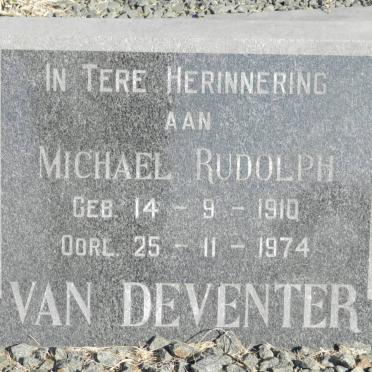 IN TERE HERINNERING
AAN
MICHAEL RUDOLPH
GEB. 14 - 9 - 1910
OORL. 25 - 11 - 1974
VAN DEVENTER